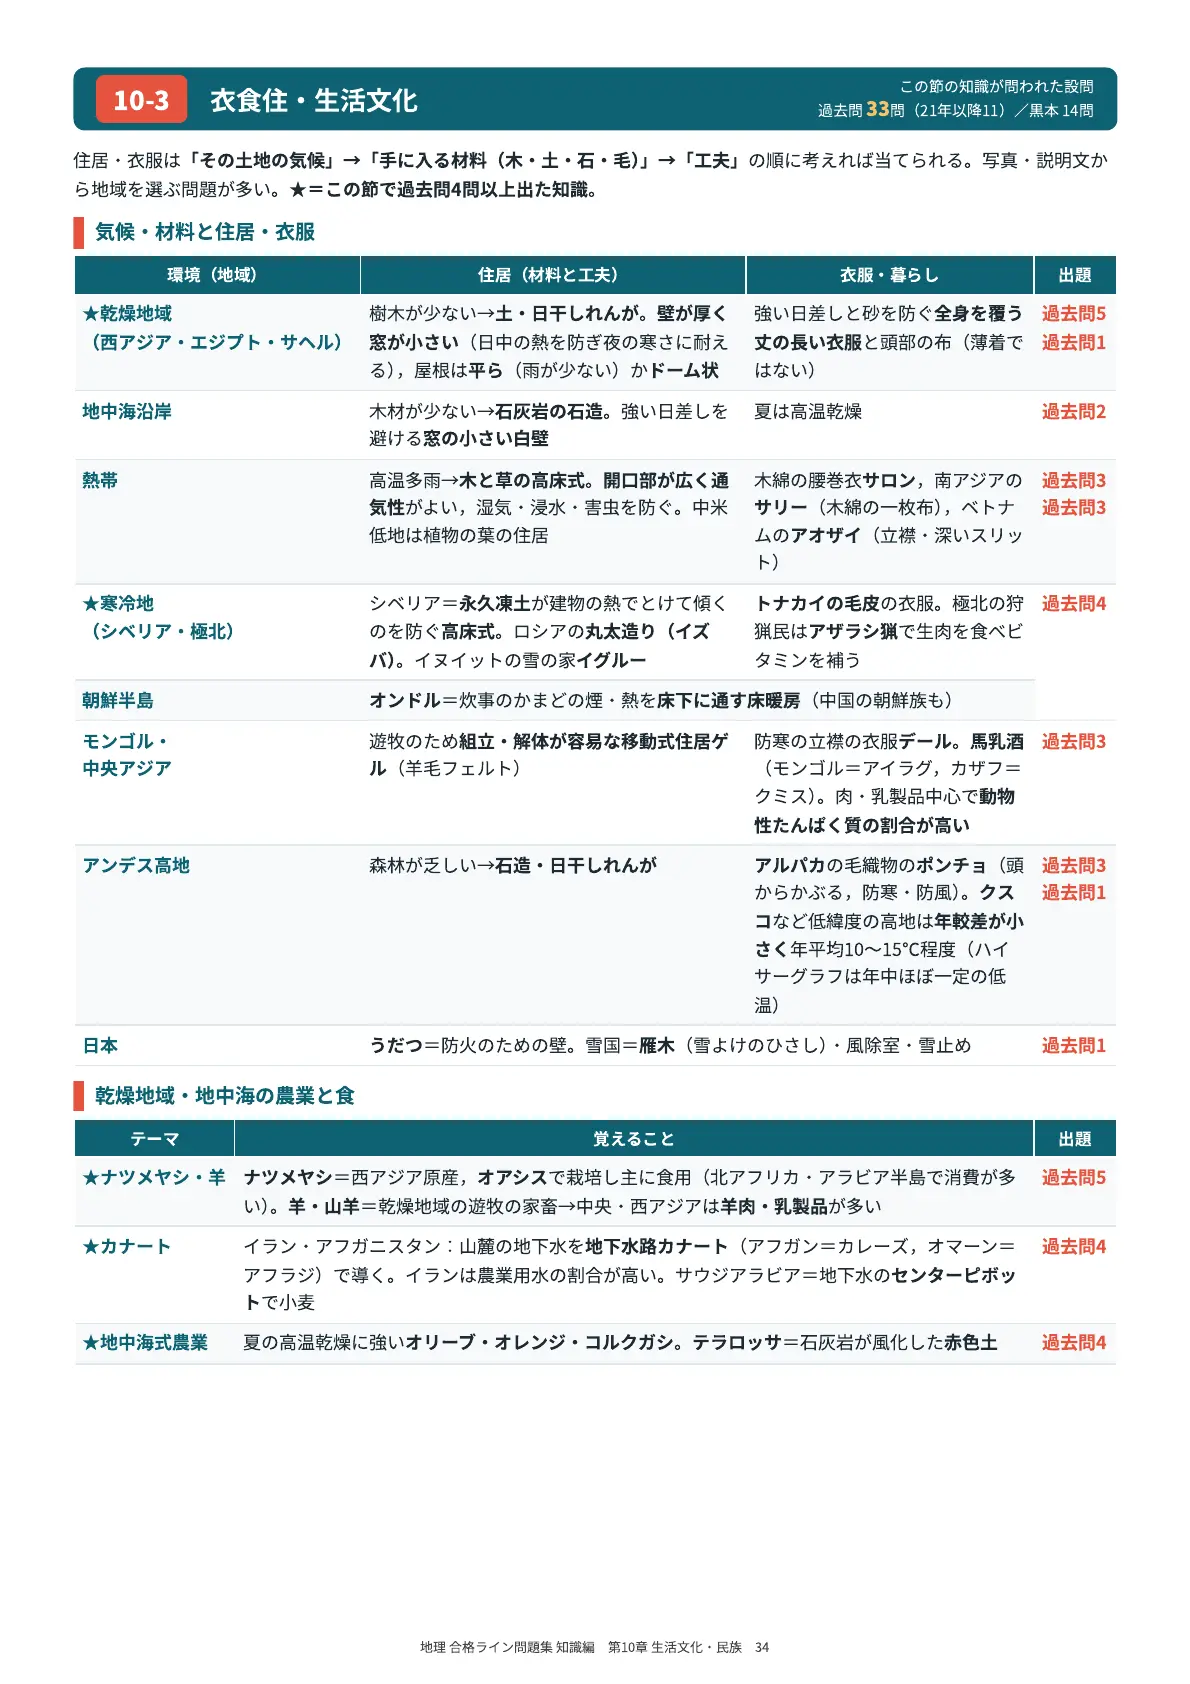 10-3 衣食住・生活文化
この節の知識が問われた設問
過去問 33問（21年以降11）／黒本 14問
住居・衣服は「その土地の気候」→「手に入る材料（木・土・石・毛）」→「工夫」の順に考えれば当てられる。写真・説明文か
ら地域を選ぶ問題が多い。★＝この節で過去問4問以上出た知識。
気候・材料と住居・衣服
環境（地域） 住居（材料と工夫） 衣服・暮らし 出題
★乾燥地域
（西アジア・エジプト・サヘル）
樹木が少ない→土・日干しれんが。壁が厚く
窓が小さい（日中の熱を防ぎ夜の寒さに耐え
る），屋根は平ら（雨が少ない）かドーム状
強い日差しと砂を防ぐ全身を覆う
丈の長い衣服と頭部の布（薄着で
はない）
過去問5
過去問1
地中海沿岸
木材が少ない→石灰岩の石造。強い日差しを
避ける窓の小さい白壁
夏は高温乾燥
過去問2
熱帯
高温多雨→木と草の高床式。開口部が広く通
気性がよい，湿気・浸水・害虫を防ぐ。中米
低地は植物の葉の住居
木綿の腰巻衣サロン，南アジアの
サリー（木綿の一枚布），ベトナ
ムのアオザイ（立襟・深いスリッ
ト）
過去問3
過去問3
★寒冷地
（シベリア・極北）
シベリア＝永久凍土が建物の熱でとけて傾く
のを防ぐ高床式。ロシアの丸太造り（イズ
バ）。イヌイットの雪の家イグルー
トナカイの毛皮の衣服。極北の狩
猟民はアザラシ猟で生肉を食べビ
タミンを補う
過去問4
朝鮮半島
オンドル＝炊事のかまどの煙・熱を床下に通す床暖房（中国の朝鮮族も）
モンゴル・
中央アジア
遊牧のため組立・解体が容易な移動式住居ゲ
ル（羊毛フェルト）
防寒の立襟の衣服デール。馬乳酒
（モンゴル＝アイラグ，カザフ＝
クミス）。肉・乳製品中心で動物
性たんぱく質の割合が高い
過去問3
アンデス高地
森林が乏しい→石造・日干しれんが
アルパカの毛織物のポンチョ（頭
からかぶる，防寒・防風）。クス
コなど低緯度の高地は年較差が小
さく年平均10〜15℃程度（ハイ
サーグラフは年中ほぼ一定の低
温）
過去問3
過去問1
日本
うだつ＝防火のための壁。雪国＝雁木（雪よけのひさし）・風除室・雪止め
過去問1
乾燥地域・地中海の農業と食
テーマ 覚えること 出題
★ナツメヤシ・羊
ナツメヤシ＝西アジア原産，オアシスで栽培し主に食用（北アフリカ・アラビア半島で消費が多
い）。羊・山羊＝乾燥地域の遊牧の家畜→中央・西アジアは羊肉・乳製品が多い
過去問5
★カナート
イラン・アフガニスタン：山麓の地下水を地下水路カナート（アフガン＝カレーズ，オマーン＝
アフラジ）で導く。イランは農業用水の割合が高い。サウジアラビア＝地下水のセンターピボッ
トで小麦
過去問4
★地中海式農業
夏の高温乾燥に強いオリーブ・オレンジ・コルクガシ。テラロッサ＝石灰岩が風化した赤色土
過去問4
地理 合格ライン問題集 知識編 第10章 生活文化・民族 34